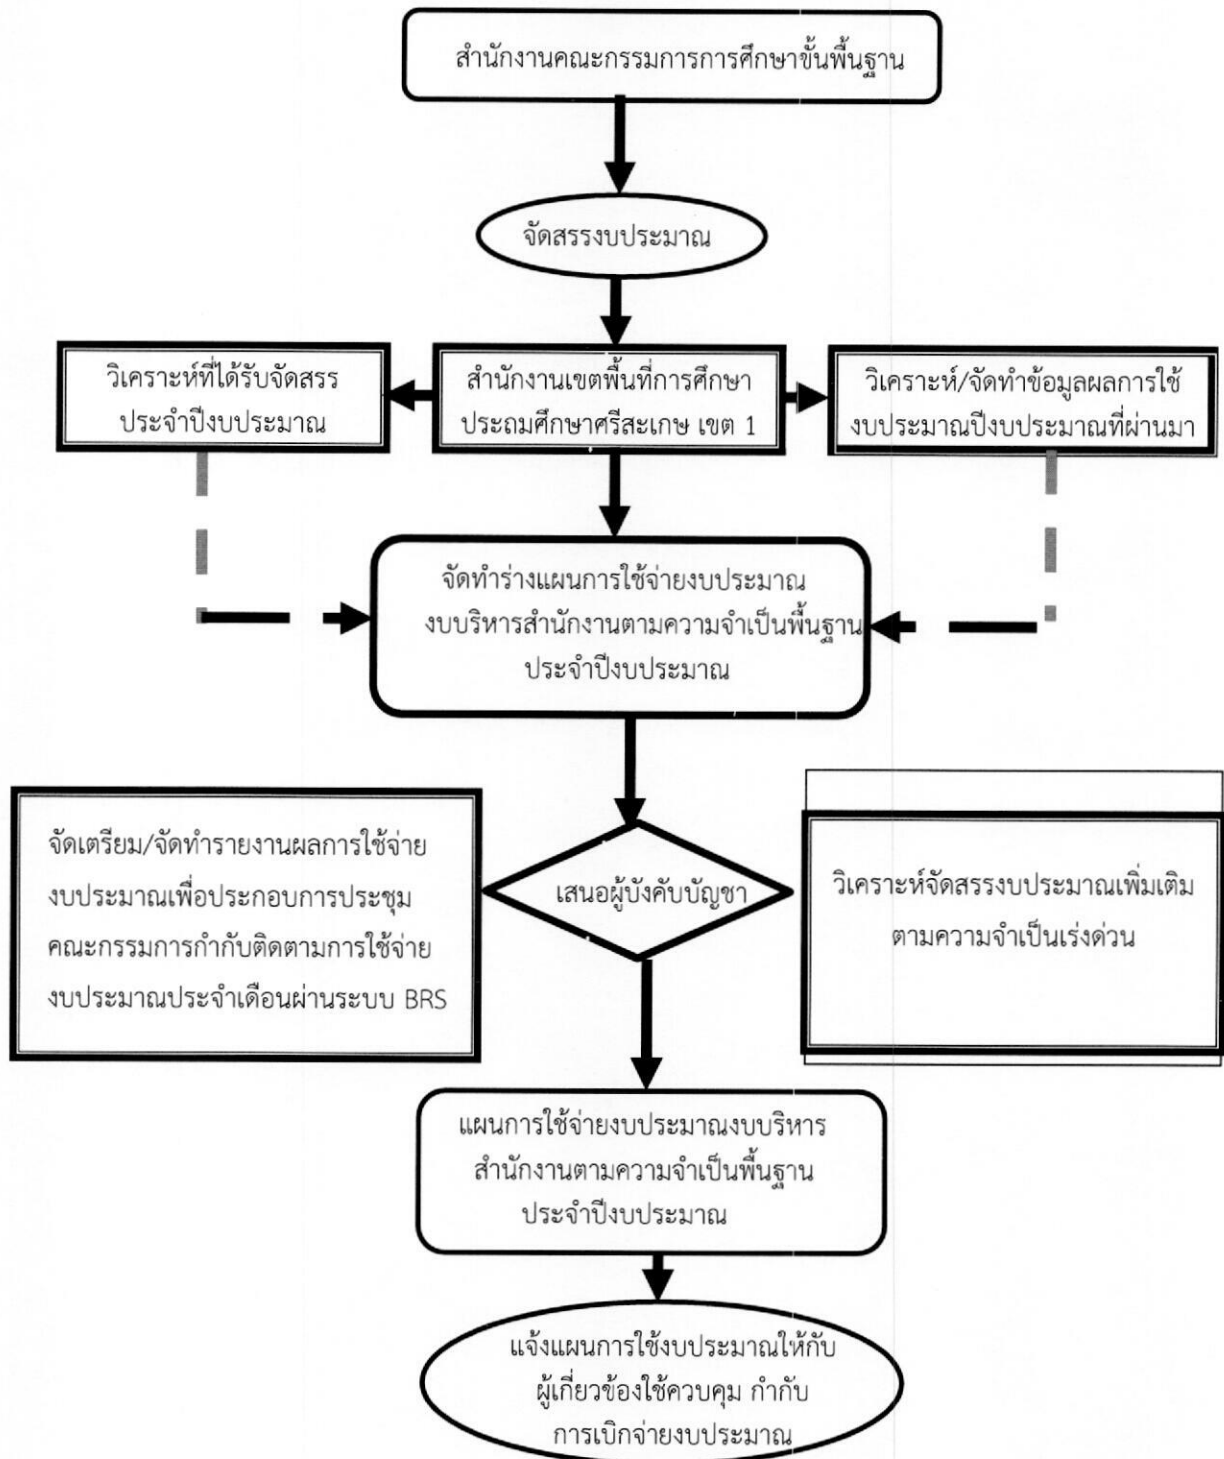 สำนักงานคณะกรรมการการศึกษาขั้นพื้นฐาน
จัดสรรงบประมาณ
วิเคราะห์ที่ได้รับจัดสรร
ประจำปีงบประมาณ
สำนักงานเขตพื้นที่การศึกษา
ประถมศึกษาศรีสะเกษ เขต 1
วิเคราะห์/จัดทำข้อมูลผลการใช้
งบประมาณปีงบประมาณที่ผ่านมา
จัดทำร่างแผนการใช้จ่ายงบประมาณ
งบบริหารสำนักงานตามความจำเป็นพื้นฐาน
ประจำปีงบประมาณ
จัดเตรียม/จัดทำรายงานผลการใช้จ่าย
งบประมาณเพื่อประกอบการประชุม
คณะกรรมการกำกับติดตามการใช้จ่าย
งบประมาณประจำเดือนผ่านระบบ BRS
เสนอผู้บังคับบัญชา
วิเคราะห์จัดสรรงบประมาณเพิ่มเติม
ตามความจำเป็นเร่งด่วน
แผนการใช้จ่ายงบประมาณงบบริหาร
สำนักงานตามความจำเป็นพื้นฐาน
ประจำปีงบประมาณ
แจ้งแผนการใช้งบประมาณให้กับ
ผู้เกี่ยวข้องใช้ควบคุม กำกับ
การเบิกจ่ายงบประมาณ